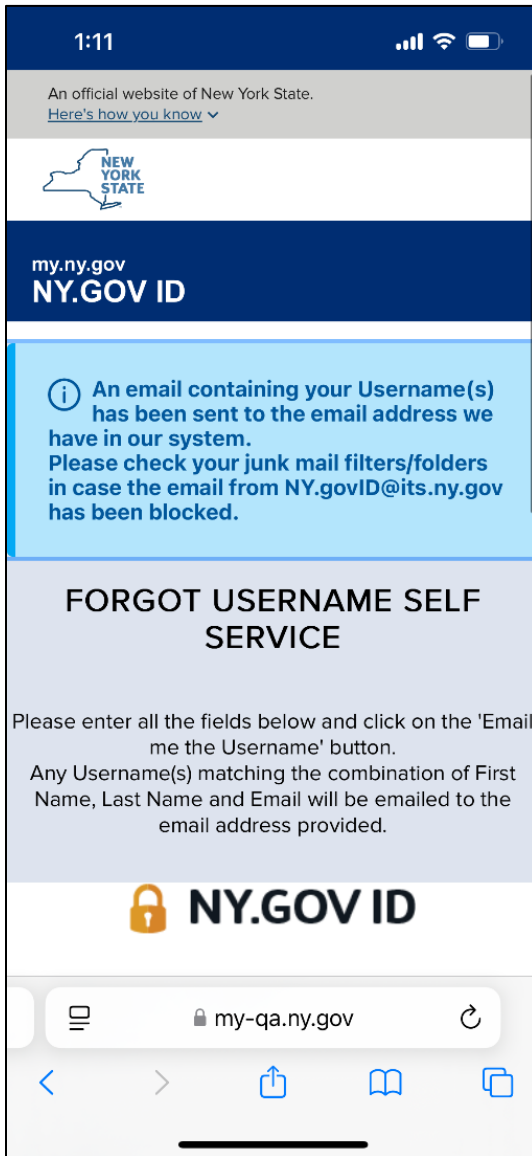 1:11
An official website of New York State.
Here's how you know
NEW
YORK
STATE
my.ny.gov
NY.GOV ID
An email containing your Username(s)
has been sent to the email address we
have in our system.
Please check your junk mail filters/folders
in case the email from NY.govID@its.ny.gov
has been blocked.
FORGOT USERNAME SELF
SERVICE
Please enter all the fields below and click on the 'Email
me the Username' button.
Any Username(s) matching the combination of First
Name, Last Name and Email will be emailed to the
email address provided.
NY.GOV ID
my-qa.ny.gov